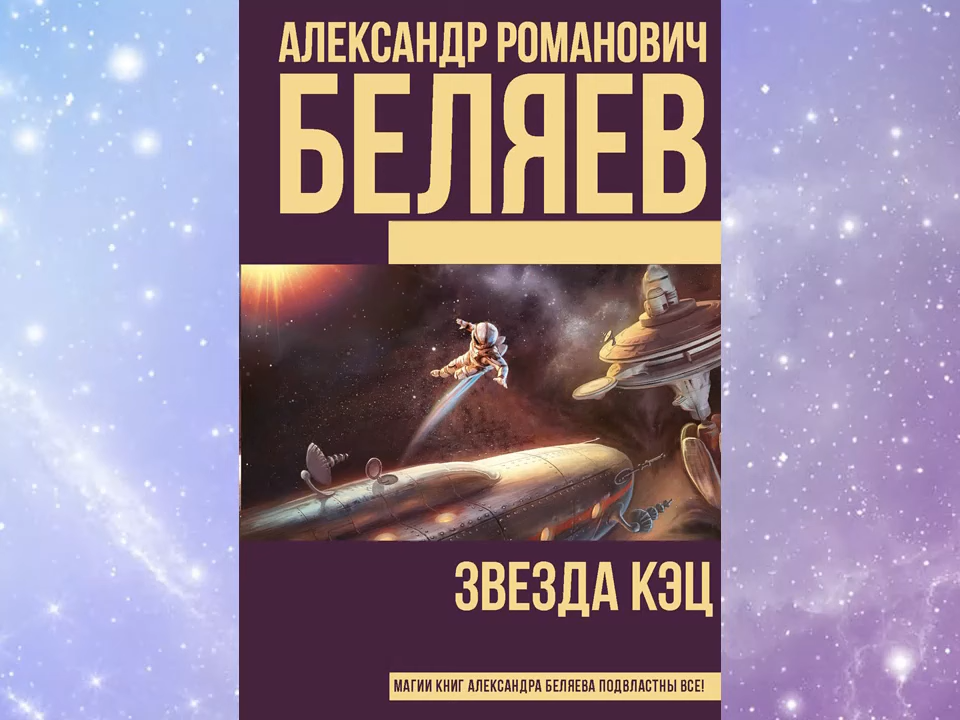 АЛЕКСАНДР РОМАНОВИЧ
БЕЛЯЕВ
ЗВЕЗДА КЭЦ
МАГИИ КНИГ АЛЕКСАНДРА БЕЛЯЕВА ПОДВЛАСТНЫ ВСЕ!